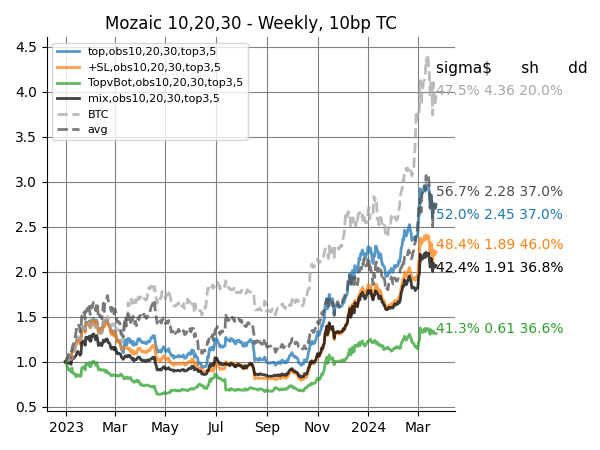 Mozaic 10,20,30 - Weekly, 10bp TC
top,obs10,20,30,top3,5
+SL,obs10,20,30,top3,5
TopvBot,obs10,20,30,top3,5
mix,obs10,20,30,top3,5
BTC
avg
sigma$ sh dd
47.5% 4.36 20.0%
56.7% 2.28 37.0%
52.0% 2.45 37.0%
48.4% 1.89 46.0%
42.4% 1.91 36.8%
41.3% 0.61 36.6%
4.5
4.0
3.5
3.0
2.5
2.0
1.5
1.0
0.5
2023 Mar May Jul Sep Nov 2024 Mar